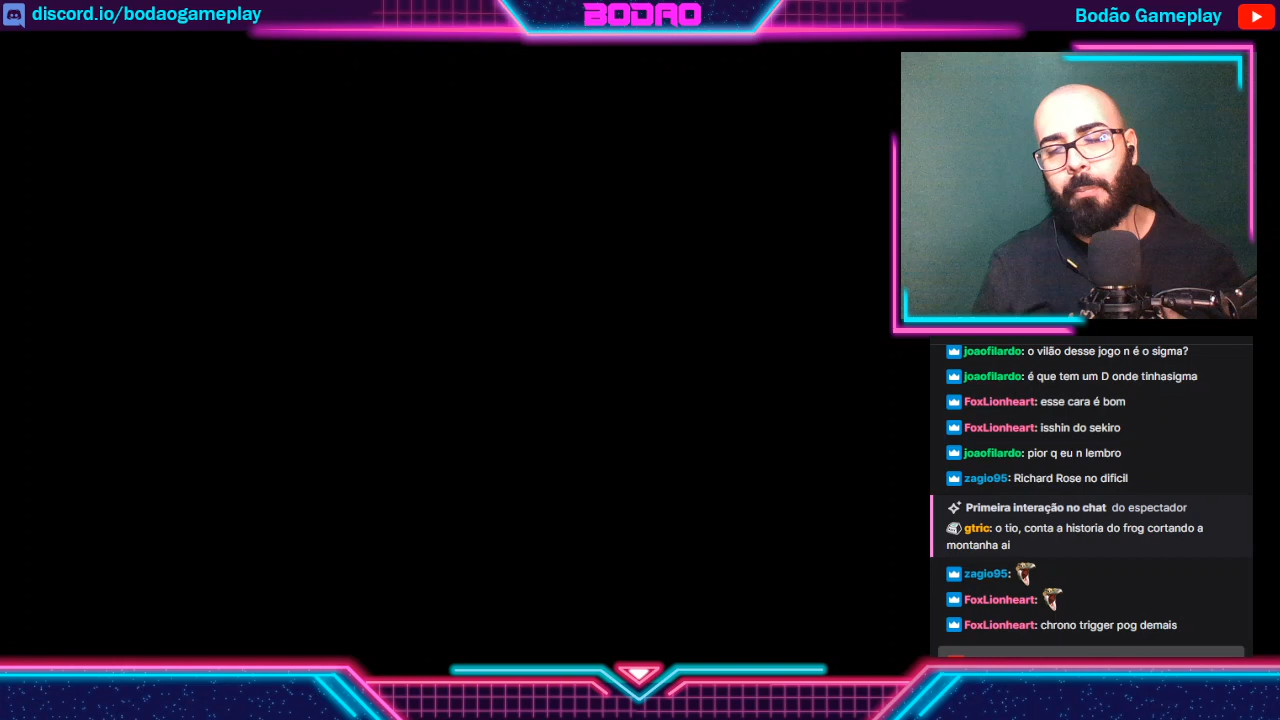 discord.io/bodaogameplay
BODAO
Bodão Gameplay
joaofilardo: o vilão desse jogo n é o sigma?
joaofilardo: é que tem um D onde tinhasigma
FoxLionheart: esse cara é bom
FoxLionheart: isshin do sekiro
joaofilardo: pior q eu n lembro
zagio95: Richard Rose no dificil
Primeira interação no chat do espectador
gtric: o tio, conta a historia do frog cortando a
montanha ai
zagio95:
FoxLionheart:
FoxLionheart: chrono trigger pog demais